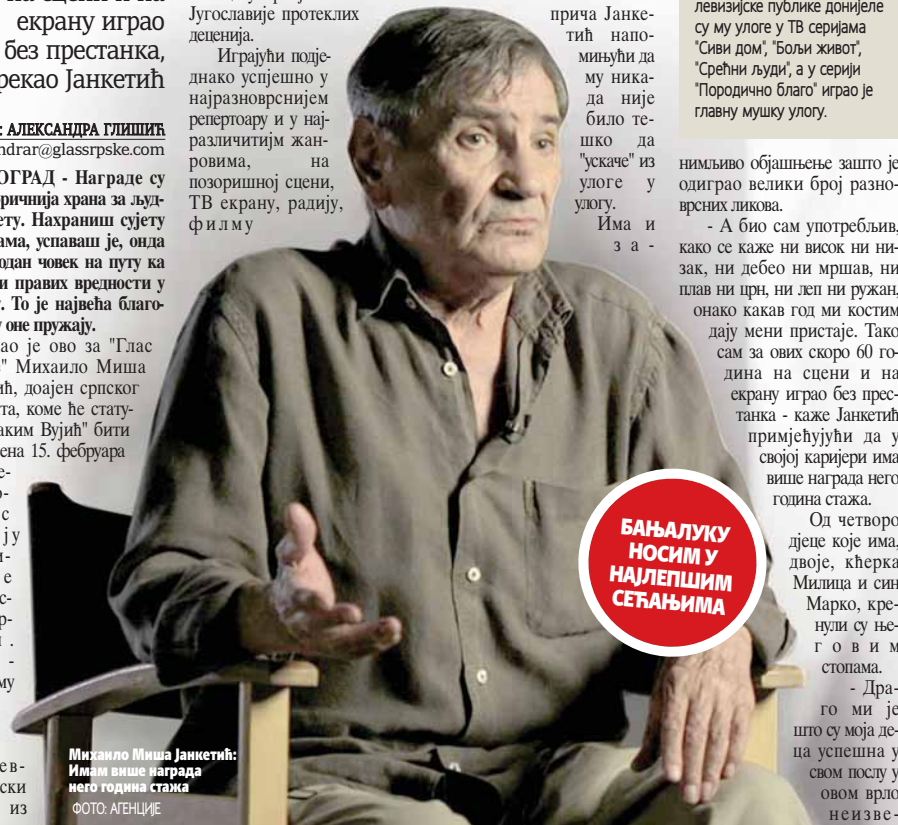 екрану играо
без престанка,
рекао Јанкетић
: АЛЕКСАНДРА ГЛИШИЋ
ndrar@glassrpske.com
ОГРАД - Награде су
ричнија храна за људ-
ету. Нахраниш сујету
ама, успаваш је, онда
одан човек на путу ка
и правих вредности у
. То је највећа благо-
у оне пружају.
ао је ово за "Глас
" Михаило Миша
ић, доајен српског
та, коме ће стату-
аким Вујић" бити
ена 15. фебруара
е-
о-
с
ј у
и-
е
с-
р-
.
-
му
е в -
ски
из
Југославије протеклих
деценија.
Играјући подје-
днако успјешно у
најразноврснијем
репертоару и у нај-
различитјим жан-
ровима, на
позоришној сцени,
ТВ екрану, радију,
ф и л м у
прича Јанке-
тић напо-
мињући да
му ника-
да није
било те-
шко да
"ускаче" из
улоге у
улогу.
Има и
з а -
левизијске публике донијеле
су му улоге у ТВ серијама
"Сиви дом", "Бољи живот",
"Срећни људи", а у серији
"Породично благо" играо је
главну мушку улогу.
нимљиво објашњење зашто је
одиграо велики број разно-
врсних ликова.
- А био сам употребљив,
како се каже ни висок ни ни-
зак, ни дебео ни мршав, ни
плав ни црн, ни леп ни ружан,
онако какав год ми костим
дају мени пристаје. Тако
сам за ових скоро 60 го-
дина на сцени и на
екрану играо без прес-
танка - каже Јанкетић
примјећујући да у
својој каријери има
више награда него
година стажа.
Од четворо
дјеце које има,
двоје, кћерка
Милица и син
Марко, кре-
нули су ње-
г о в и м
стопама.
- Дра-
го ми је
што су моја де-
ца успешна у
свом послу у
овом врло
неизве-
БАЊАЛУКУ
НОСИМ У
НАЈЛЕПШИМ
СЕЋАЊИМА
Михаило Миша Јанкетић:
Имам више награда
него година стажа
ФОТО: АГЕНЦИЈЕ